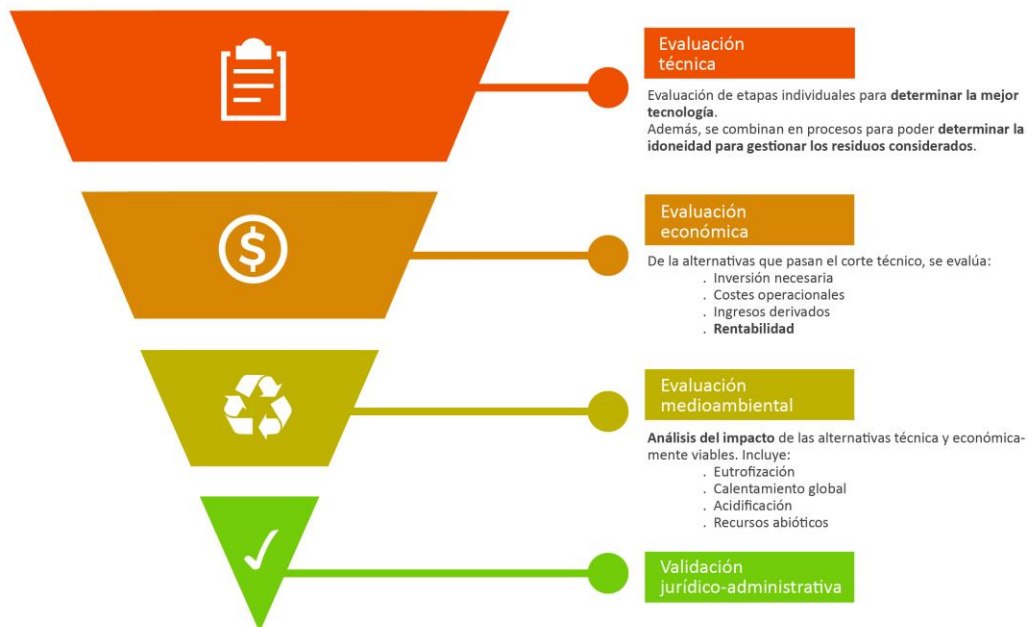 Evaluación
técnica
Evaluación de etapas individuales para determinar la mejor
tecnología.
Además, se combinan en procesos para poder determinar la
idoneidad para gestionar los residuos considerados.
$
Evaluación
económica
De la alternativas que pasan el corte técnico, se evalúa:
. Inversión necesaria
. Costes operacionales
. Ingresos derivados
. Rentabilidad
Evaluación
medioambiental
Análisis del impacto de las alternativas técnica y económica-
mente viables. Incluye:
. Eutrofización
. Calentamiento global
. Acidificación
. Recursos abióticos
Validación
jurídico-administrativa